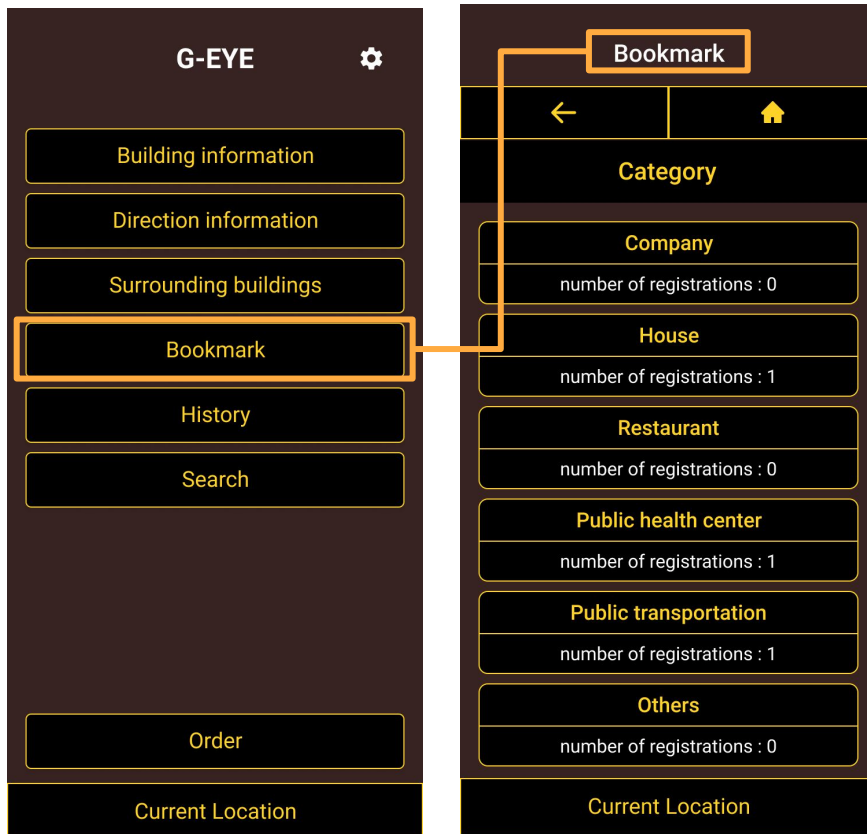 G-EYE
Building information
Direction information
Surrounding buildings
Bookmark
History
Search
Order
Current Location
Bookmark
Category
Company
number of registrations : 0
House
number of registrations : 1
Restaurant
number of registrations : 0
Public health center
number of registrations : 1
Public transportation
number of registrations : 1
Others
number of registrations : 0
Current Location